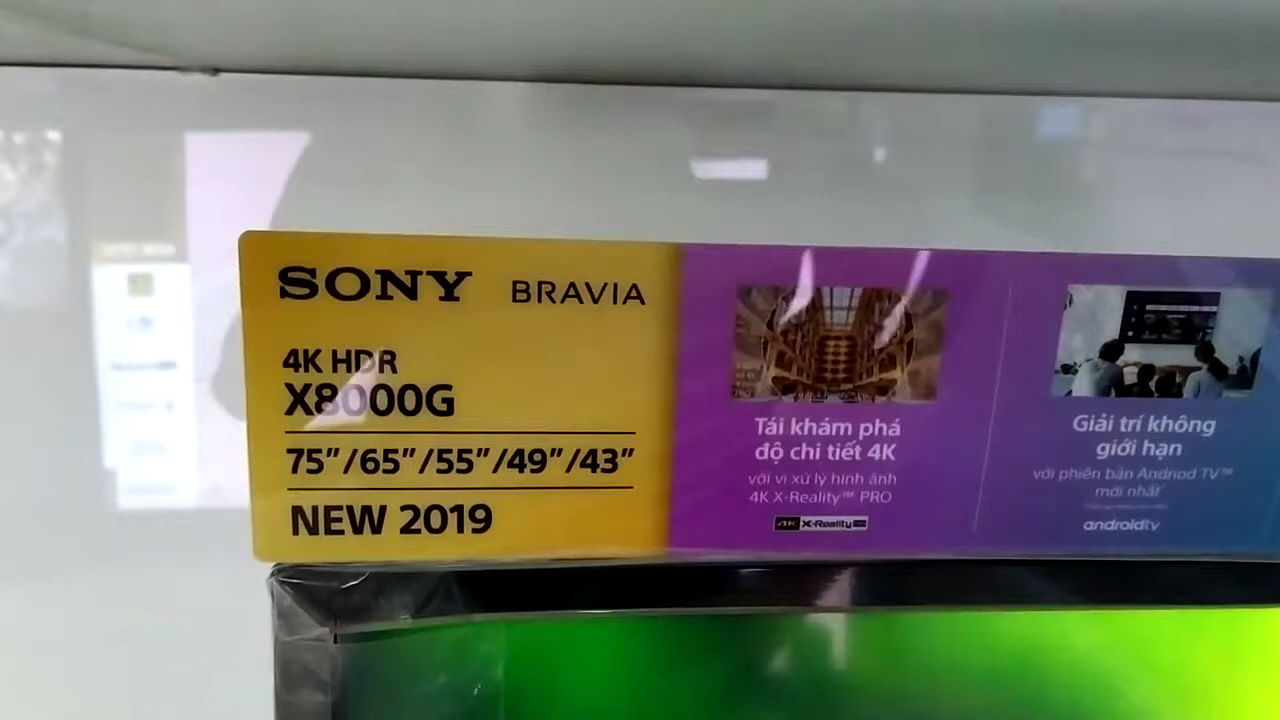 SONY BRAVIA
4K HDR
X8000G
75”/65”/55”/49”/43”
NEW 2019
Tái khám phá
độ chi tiết 4K
với vi xử lý hình ảnh
4K X-Reality™ PRO
4K X-Reality
Giải trí không
giới hạn
với phiên bản Andriod TV™
mới nhất
androidtv